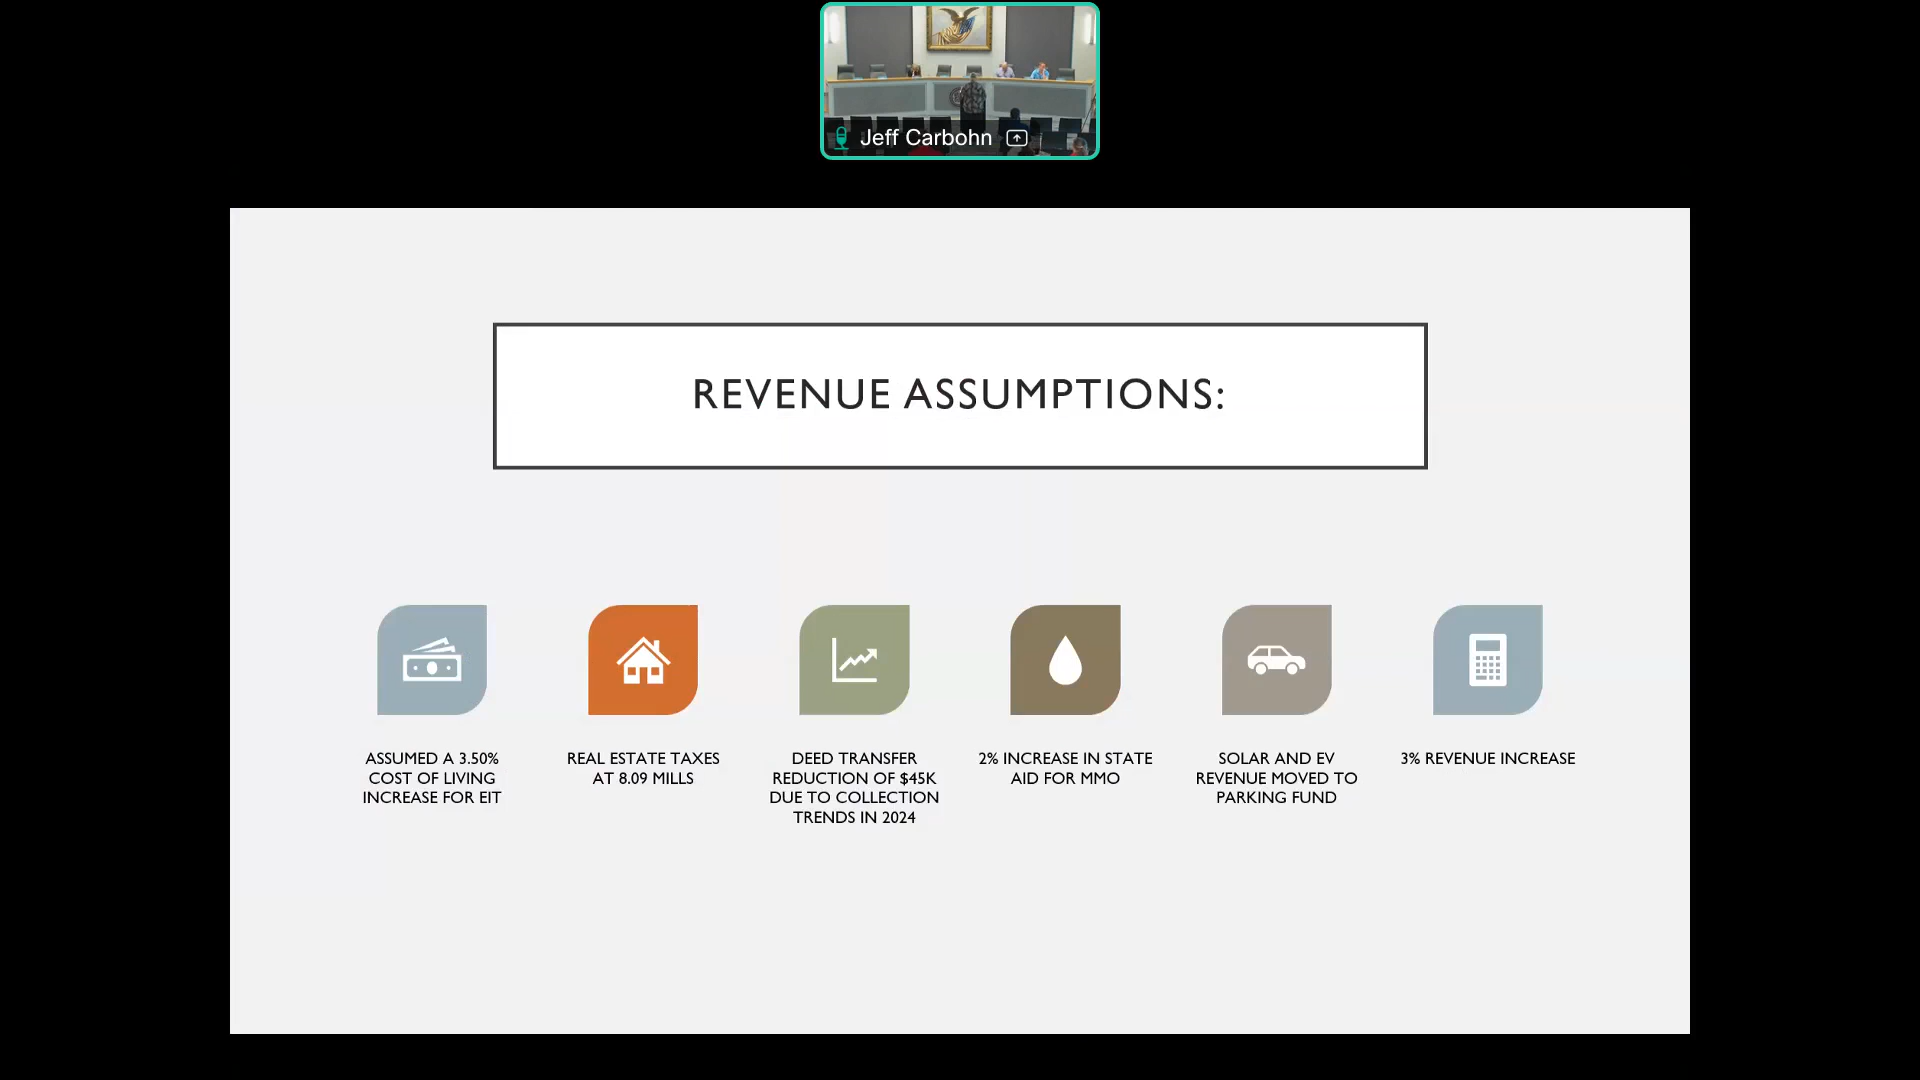 Jeff Carbohn
REVENUE ASSUMPTIONS:
ASSUMED A 3.50%
COST OF LIVING
INCREASE FOR EIT
REAL ESTATE TAXES
AT 8.09 MILLS
DEED TRANSFER
REDUCTION OF $45K
DUE TO COLLECTION
TRENDS IN 2024
2% INCREASE IN STATE
AID FOR MMO
SOLAR AND EV
REVENUE MOVED TO
PARKING FUND
3% REVENUE INCREASE